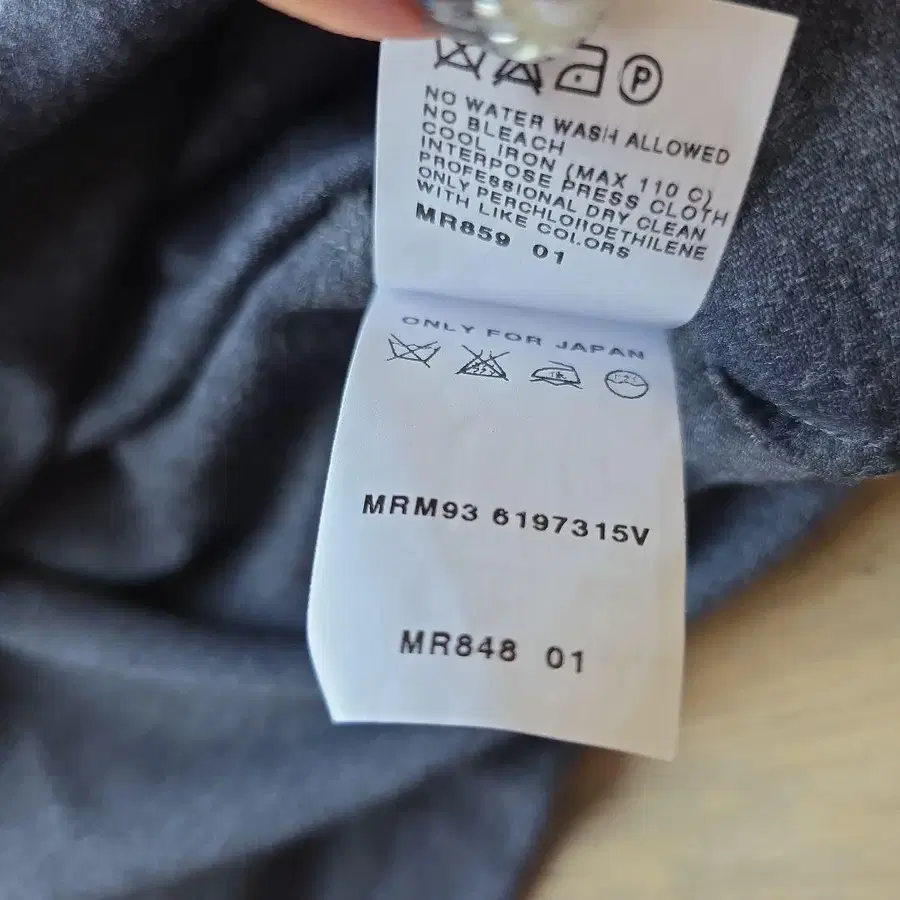 P
NO WATER WASH ALLOWED
NO BLEACH
COOL IRON (MAX 110 C)
INTERPOSE PRESS CLOTH
PROFESSIONAL DRY CLEAN
ONLY PERCHLOROETHILENE
WITH LIKE COLORS
MR859 01
ONLY FOR JAPAN
MRM93 6197315V
MR848 01